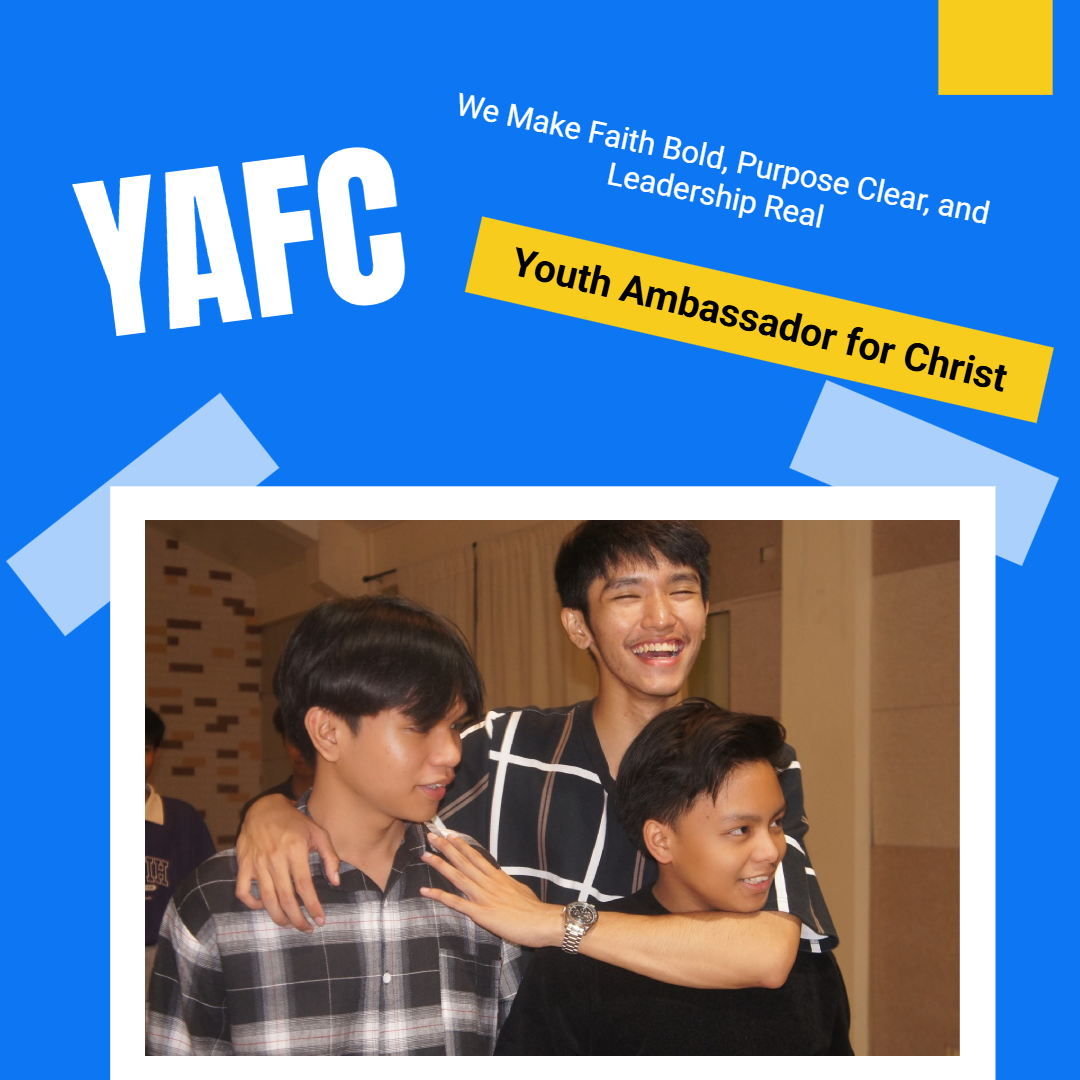 YAFC
We Make Faith Bold, Purpose Clear, and
Leadership Real
Youth Ambassador for Christ